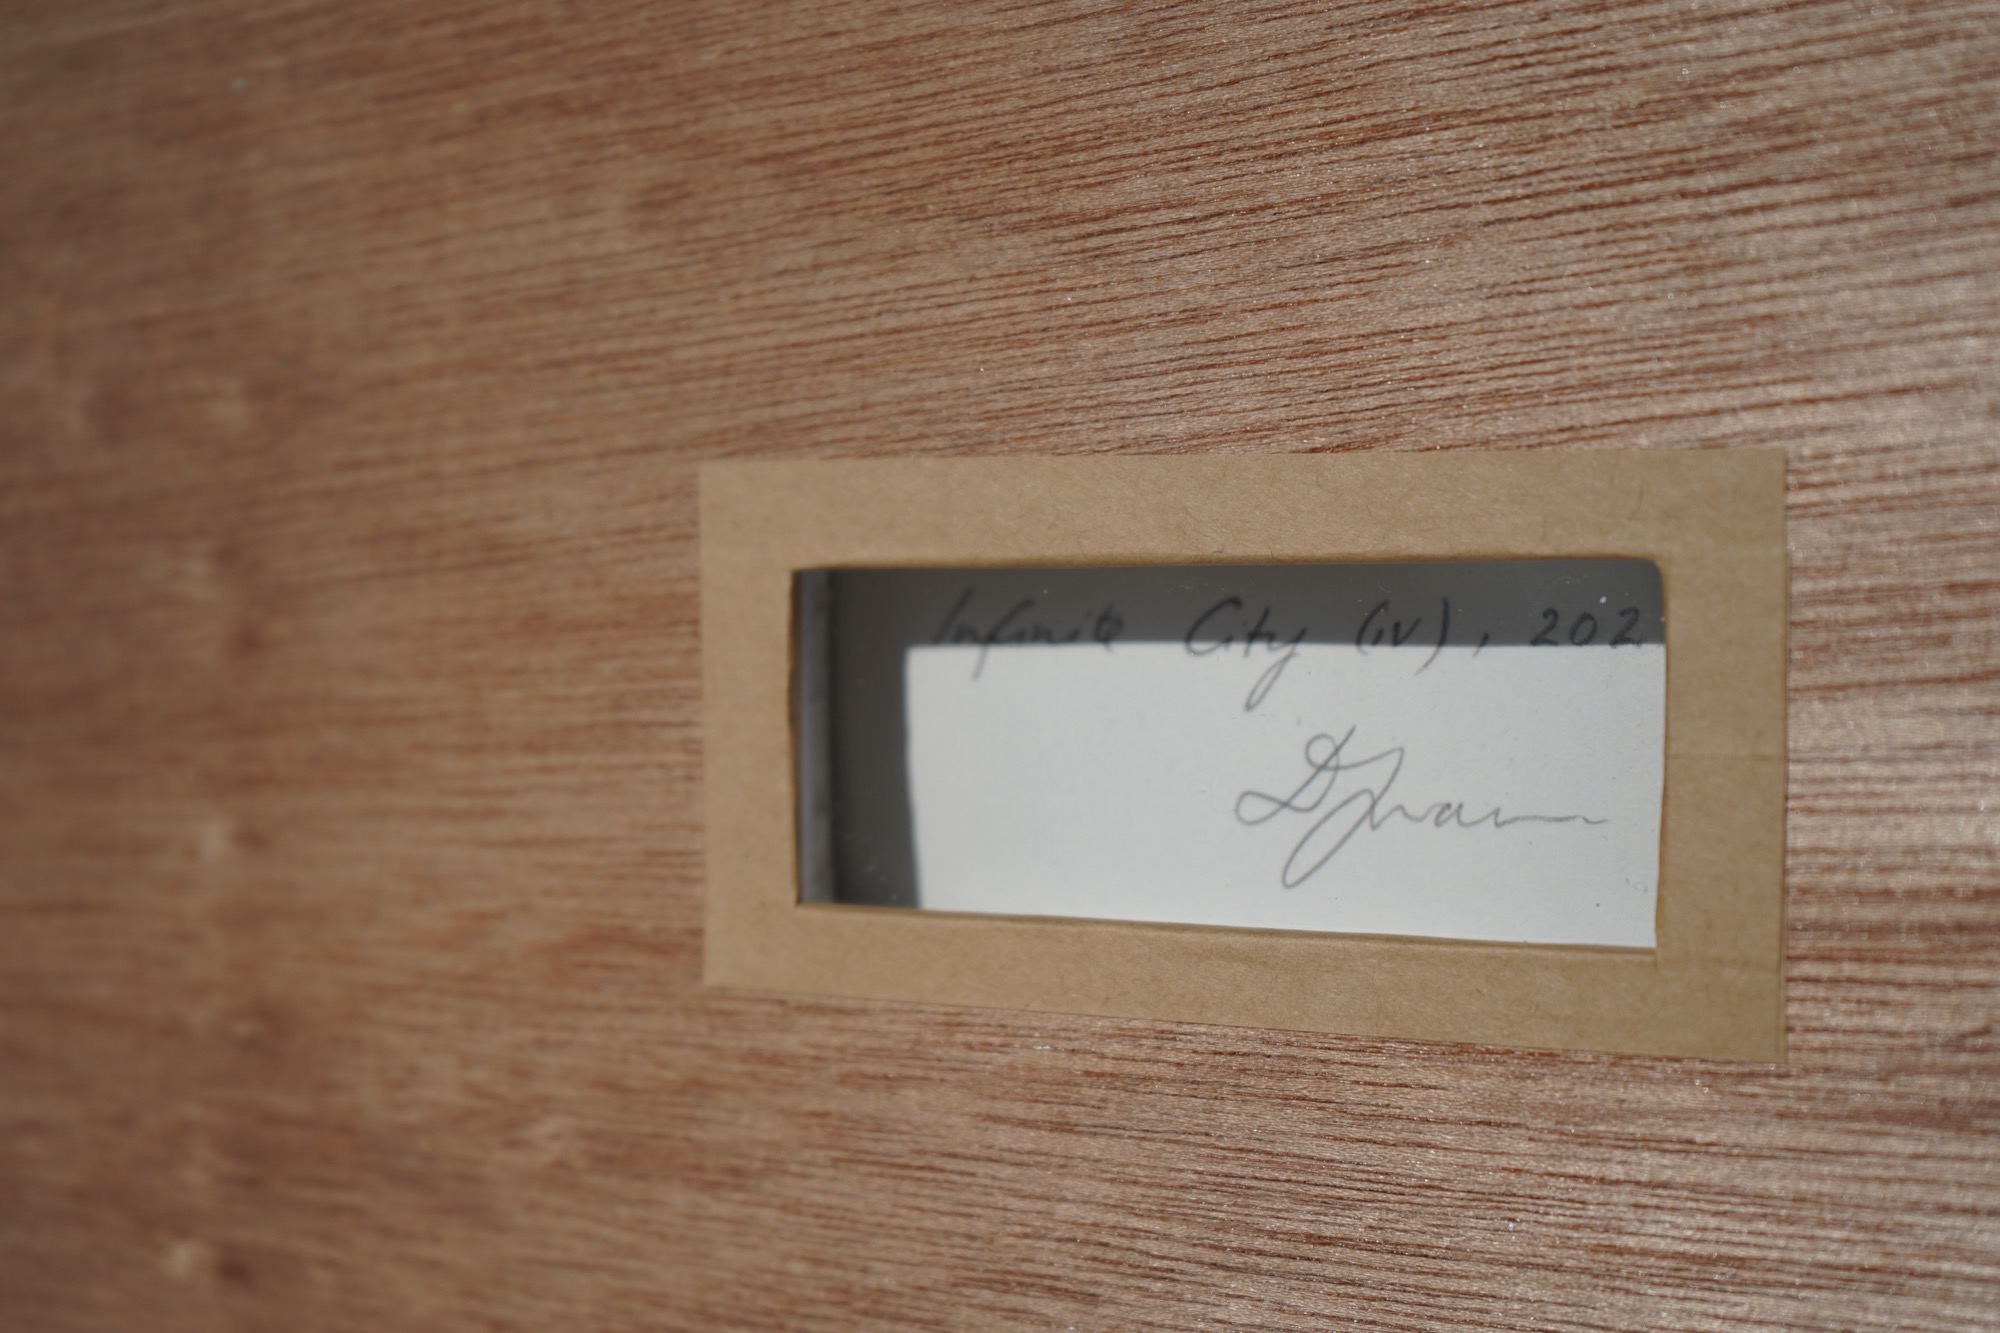 Infinite City (iv), 202